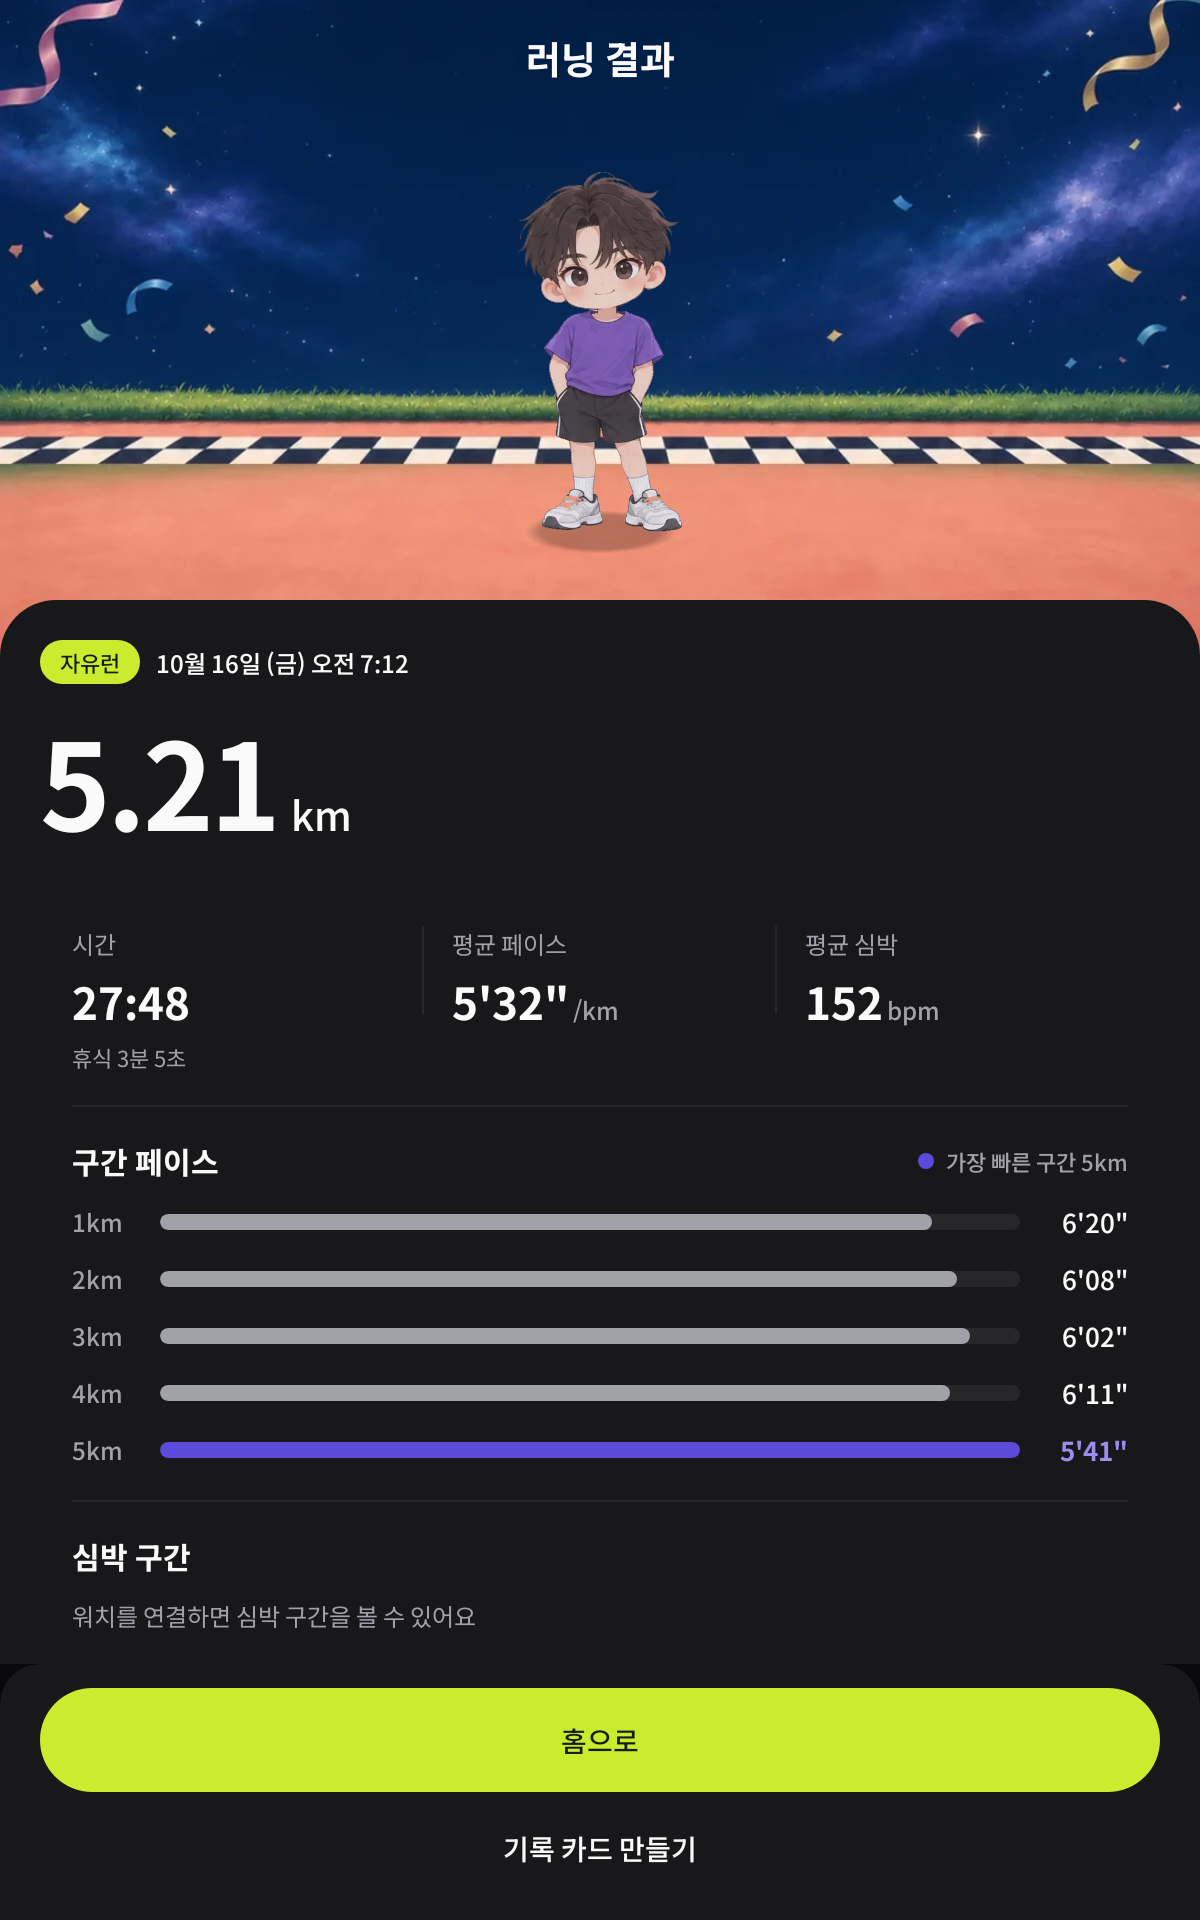 러닝 결과
자유런 10월 16일 (금) 오전 7:12
5.21 km
시간 평균 페이스 평균 심박
27:48 5'32" /km 152 bpm
휴식 3분 5초
구간 페이스 가장 빠른 구간 5km
1km 6'20"
2km 6'08"
3km 6'02"
4km 6'11"
5km 5'41"
심박 구간
워치를 연결하면 심박 구간을 볼 수 있어요
홈으로
기록 카드 만들기